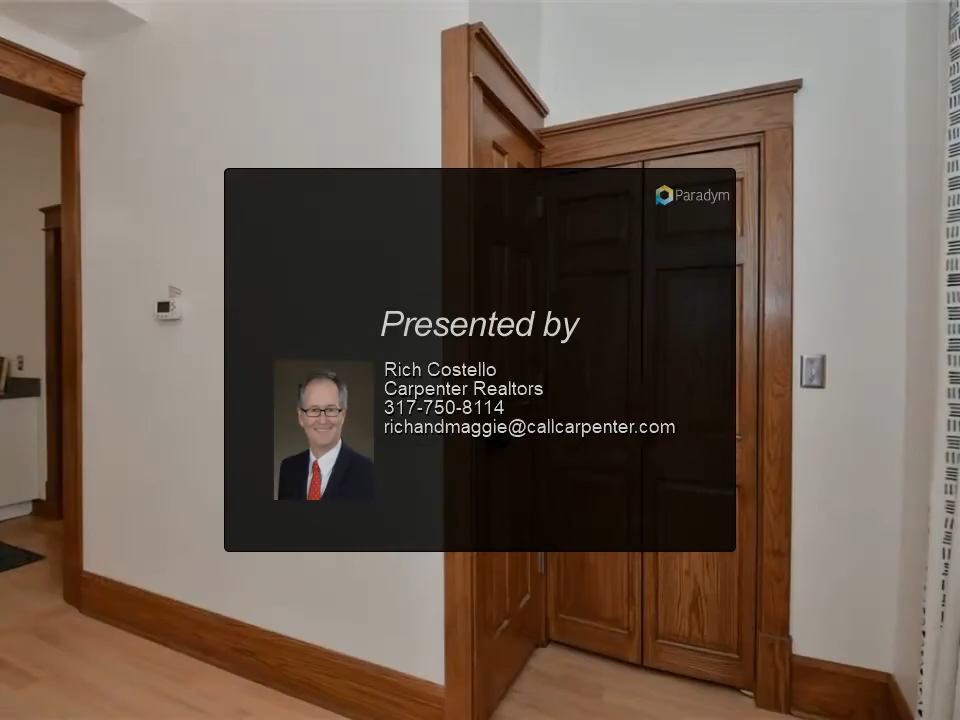 Paradym
Presented by
Rich Costello
Carpenter Realtors
317-750-8114
richandmaggie@callcarpenter.com